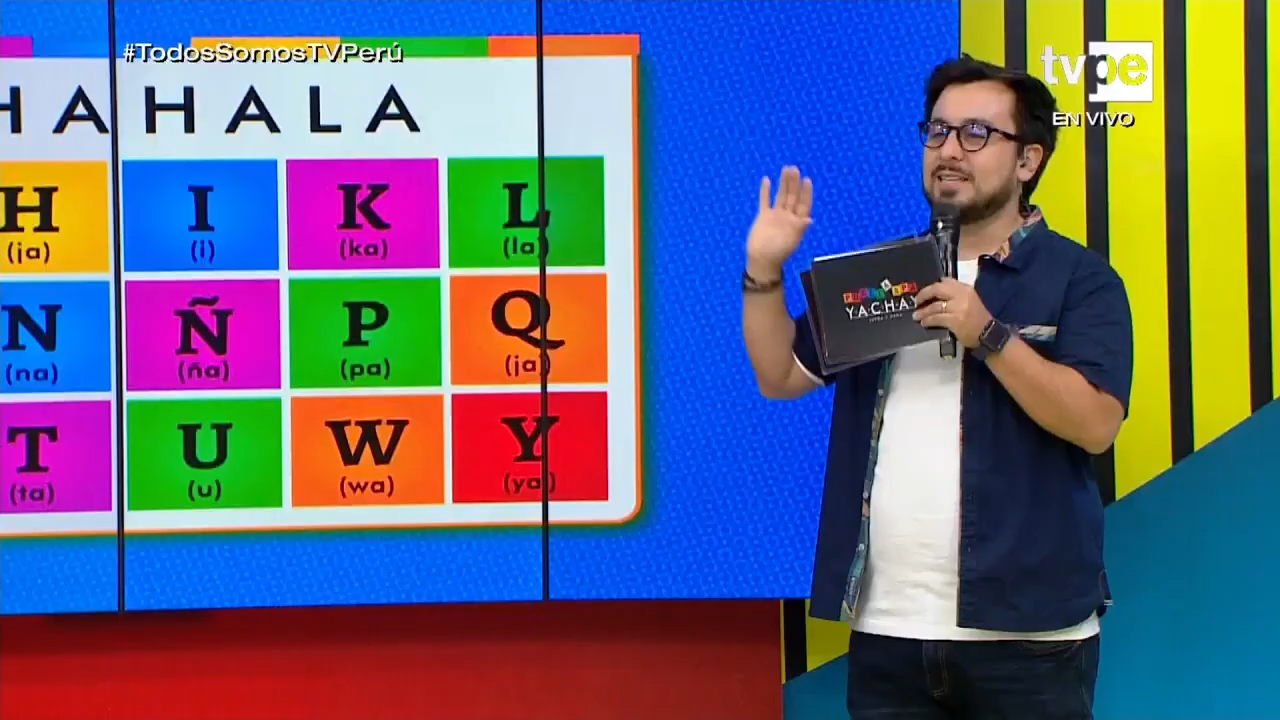 #TodosSomosTVPerú
tvpe
EN VIVO
HAHALA
H I K L
(ja) (i) (ka) (la)
N Ñ P Q
(na) (ña) (pa) (ja)
T U W Y
(ta) (u) (wa) (ya)
YACHAY